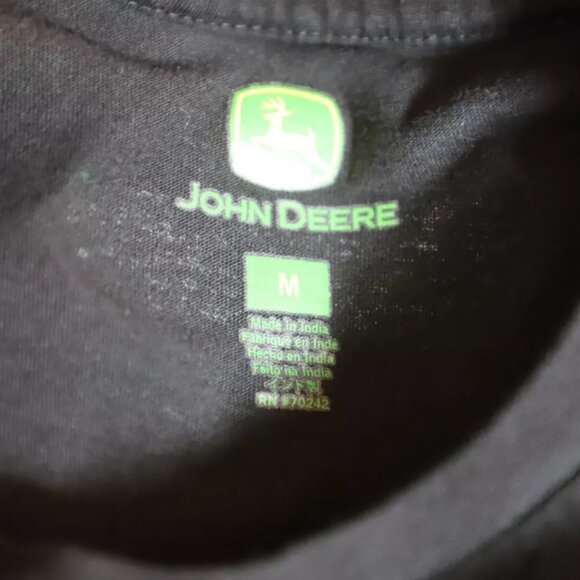 JOHN DEERE
M
Made in India
Fabriqué en Inde
Hecho en India
Feito na India
インド製
RN #70242